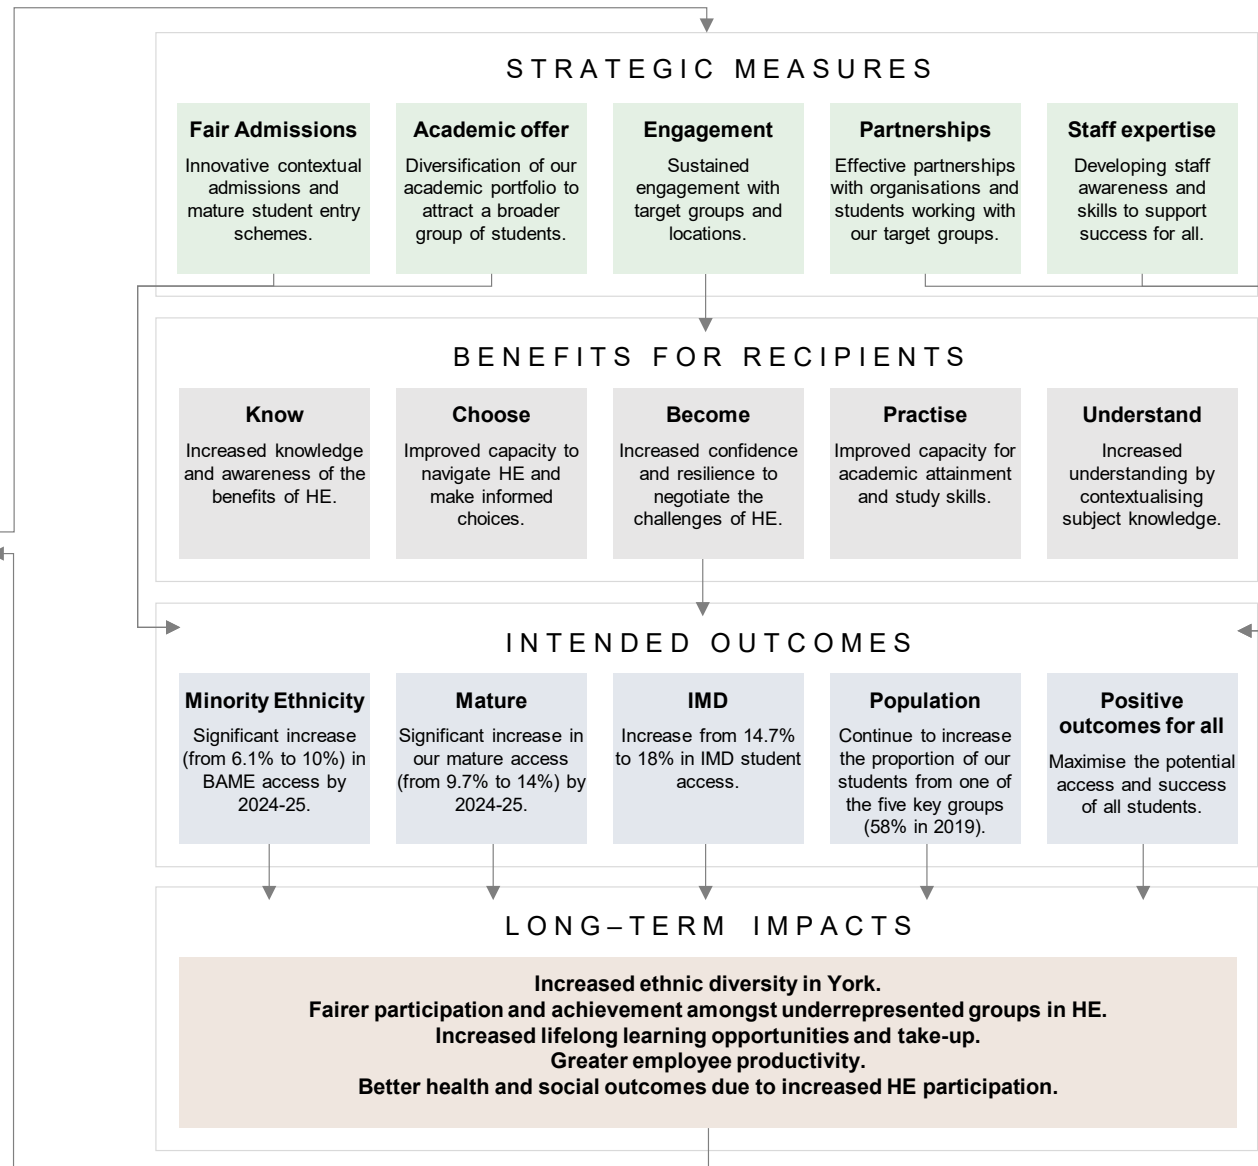 STRATEGIC MEASURES
Fair Admissions
Innovative contextual
admissions and
mature student entry
schemes.
Academic offer
Diversification of our
academic portfolio to
attract a broader
group of students.
Engagement
Sustained
engagement with
target groups and
locations.
Partnerships
Effective partnerships
with organisations and
students working with
our target groups.
Staff expertise
Developing staff
awareness and
skills to support
success for all.
BENEFITS FOR RECIPIENTS
Know
Increased knowledge
and awareness of the
benefits of HE.
Choose
Improved capacity to
navigate HE and
make informed
choices.
Become
Increased confidence
and resilience to
negotiate the
challenges of HE.
Practise
Improved capacity for
academic attainment
and study skills.
Understand
Increased
understanding by
contextualising
subject knowledge.
INTENDED OUTCOMES
Minority Ethnicity
Significant increase
(from 6.1% to 10%) in
BAME access by
2024-25.
Mature
Significant increase in
our mature access
(from 9.7% to 14%) by
2024-25.
IMD
Increase from 14.7%
to 18% in IMD student
access.
Population
Continue to increase
the proportion of our
students from one of
the five key groups
(58% in 2019).
Positive
outcomes for all
Maximise the potential
access and success
of all students.
LONG–TERM IMPACTS
Increased ethnic diversity in York.
Fairer participation and achievement amongst underrepresented groups in HE.
Increased lifelong learning opportunities and take-up.
Greater employee productivity.
Better health and social outcomes due to increased HE participation.